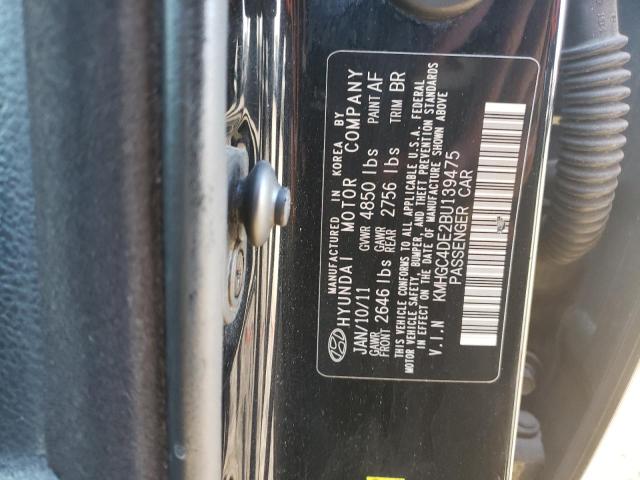 MANUFACTURED IN KOREA BY
HYUNDAI MOTOR COMPANY
JAN/10/11 GVWR 4850 lbs PAINT AF
GAWR FRONT 2646 lbs GAWR REAR 2756 lbs TRIM BR
THIS VEHICLE CONFORMS TO ALL APPLICABLE U.S.A. FEDERAL
MOTOR VEHICLE SAFETY, BUMPER, AND THEFT PREVENTION STANDARDS
IN EFFECT ON THE DATE OF MANUFACTURE SHOWN ABOVE
V.I.N KMHGC4DE2BU139475
PASSENGER CAR